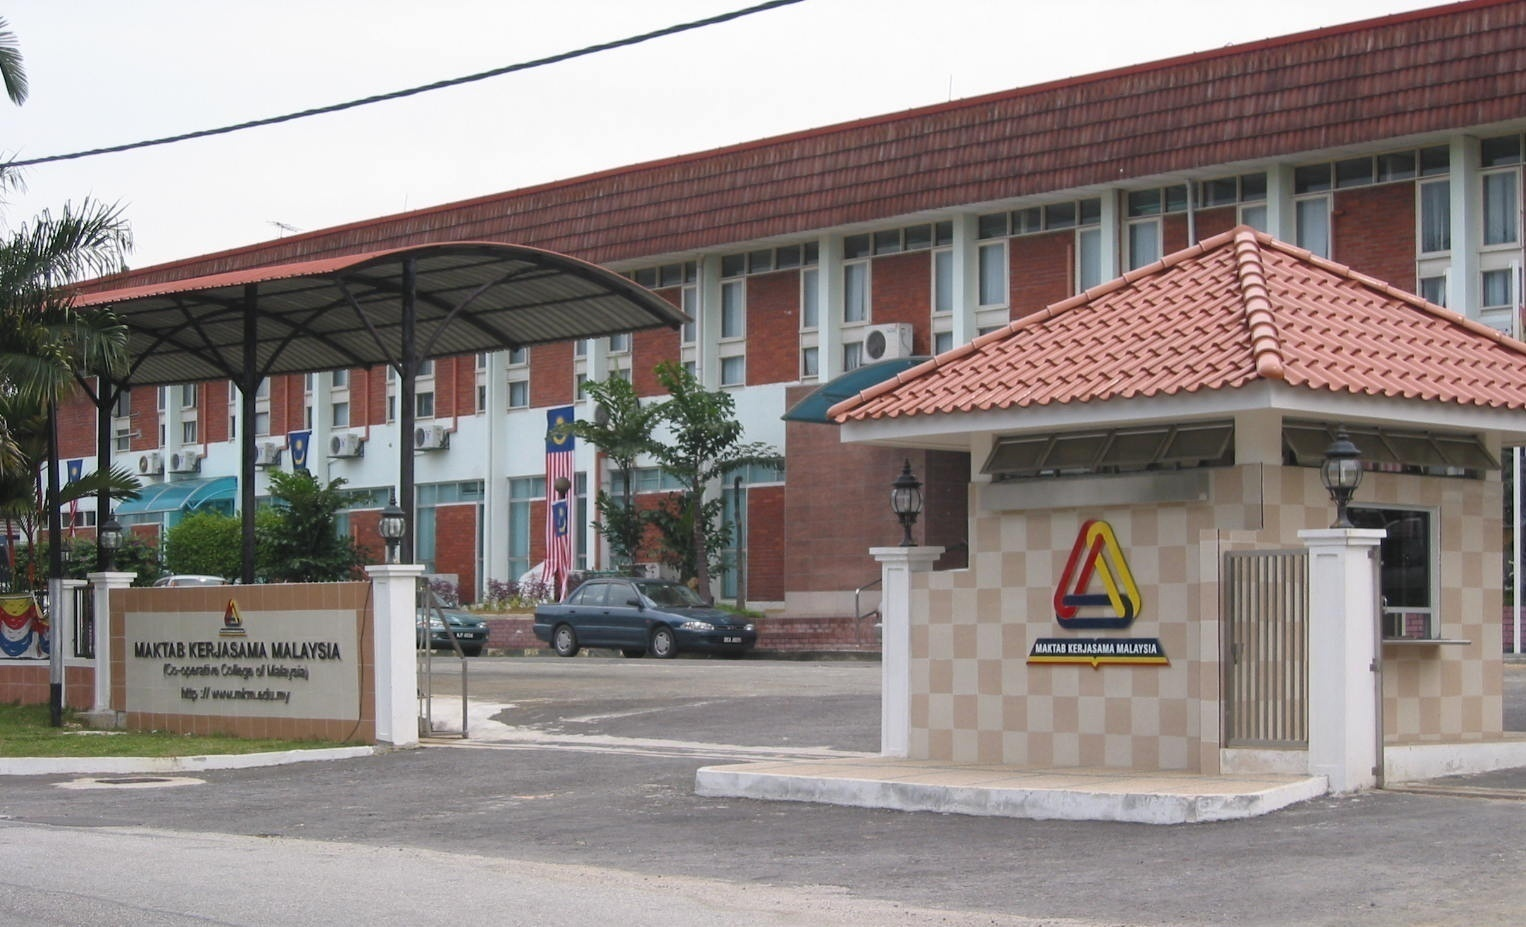 MAKTAB KERJASAMA MALAYSIA
(Co-operative College of Malaysia)
http://www.mkm.edu.my
MAKTAB KERJASAMA MALAYSIA